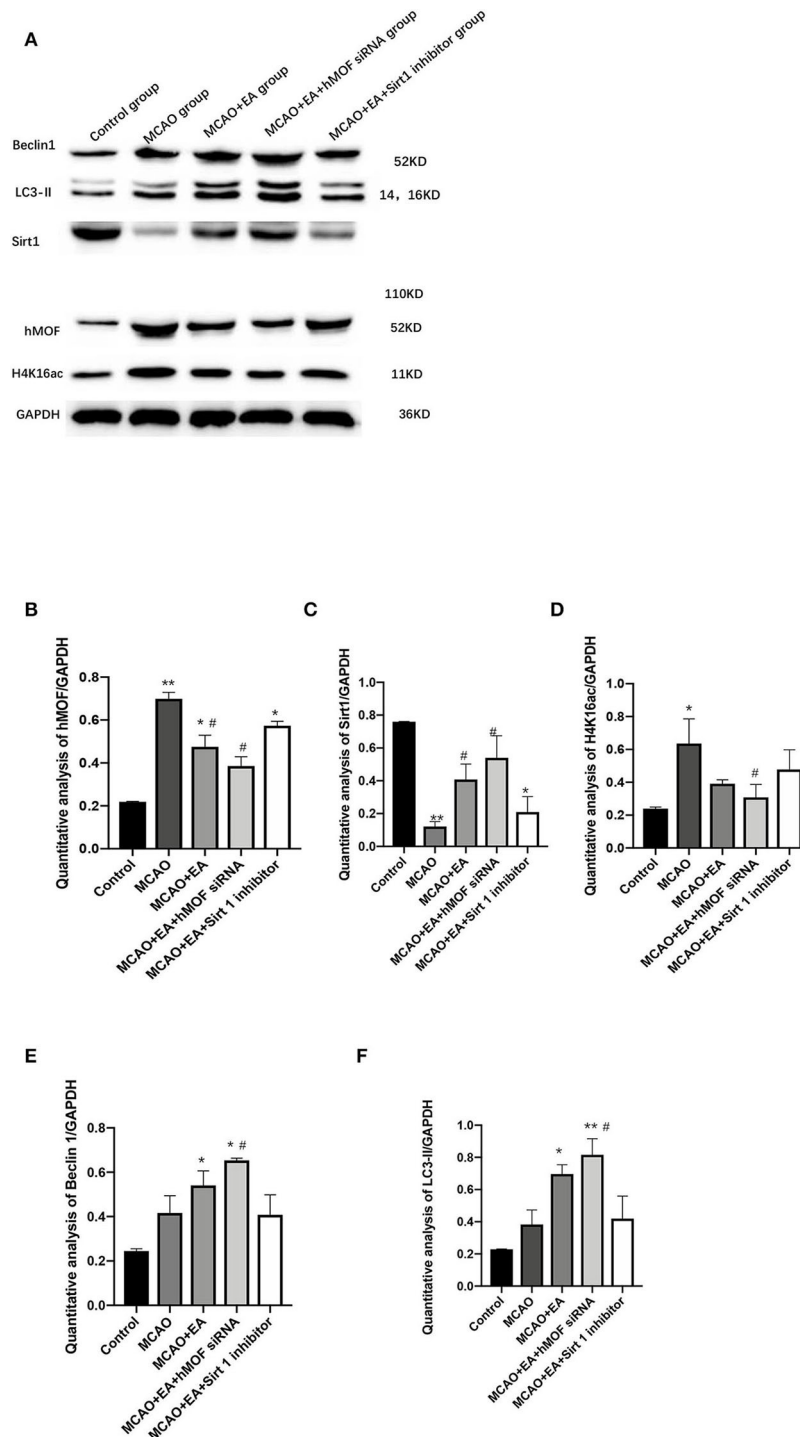 A
Control group
MCAO group
MCAO+EA group
MCAO+EA+hMOF siRNA group
MCAO+EA+Sirt1 inhibitor group
Beclin1
52KD
LC3-II
14, 16KD
Sirt1
110KD
hMOF
52KD
H4K16ac
11KD
GAPDH
36KD
B
Quantitative analysis of hMOF/GAPDH
0.8
0.6
0.4
0.2
0.0
**
* #
#
*
Control
MCAO
MCAO+EA
MCAO+EA+hMOF siRNA
MCAO+EA+Sirt 1 inhibitor
C
Quantitative analysis of Sirt1/GAPDH
1.0
0.8
0.6
0.4
0.2
0.0
**
#
#
*
Control
MCAO
MCAO+EA
MCAO+EA+hMOF siRNA
MCAO+EA+Sirt 1 inhibitor
D
Quantitative analysis of H4K16ac/GAPDH
1.0
0.8
0.6
0.4
0.2
0.0
*
#
Control
MCAO
MCAO+EA
MCAO+EA+hMOF siRNA
MCAO+EA+Sirt 1 inhibitor
E
Quantitative analysis of Beclin 1/GAPDH
0.8
0.6
0.4
0.2
0.0
*
* #
Control
MCAO
MCAO+EA
MCAO+EA+hMOF siRNA
MCAO+EA+Sirt 1 inhibitor
F
Quantitative analysis of LC3-II/GAPDH
1.0
0.8
0.6
0.4
0.2
0.0
*
** #
Control
MCAO
MCAO+EA
MCAO+EA+hMOF siRNA
MCAO+EA+Sirt 1 inhibitor